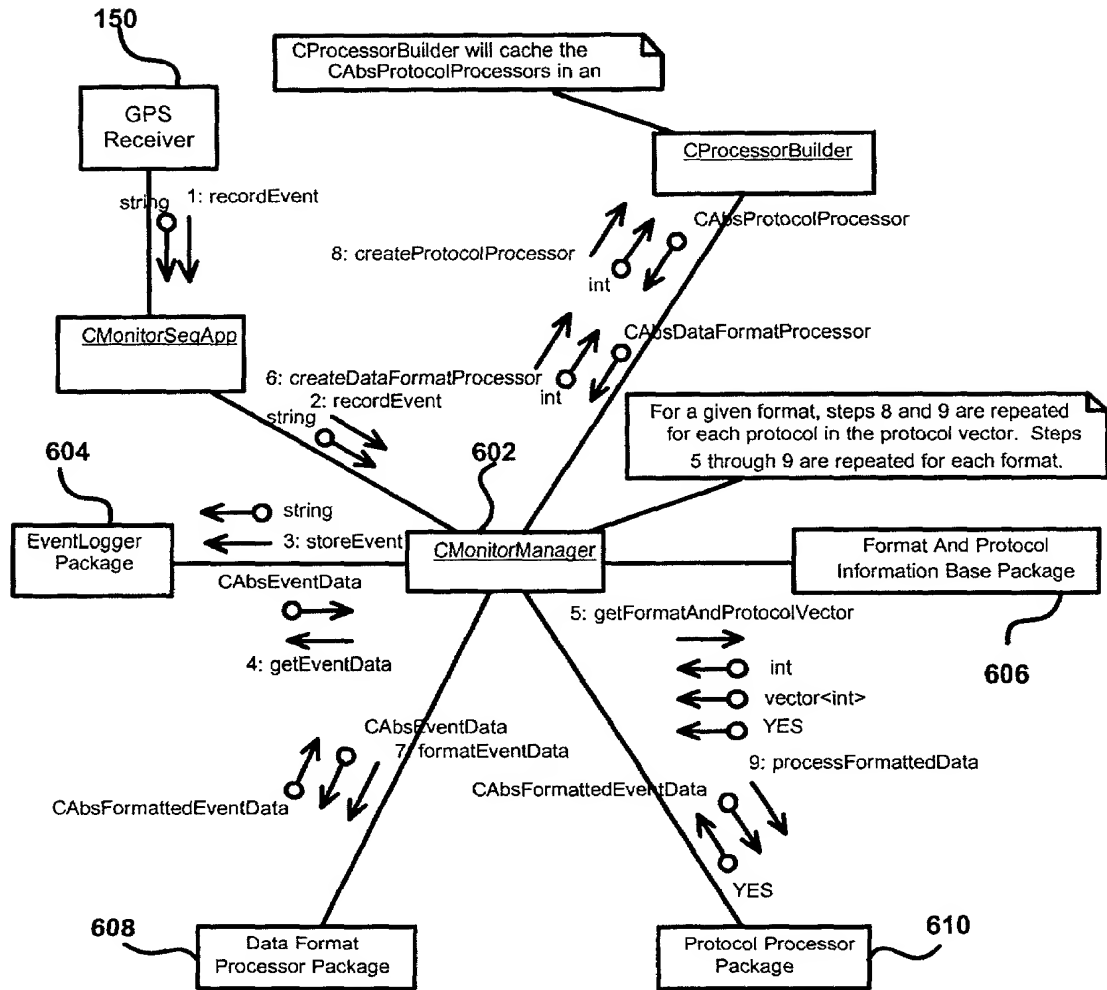 150
CProcessorBuilder will cache the
CAbsProtocolProcessors in an
GPS
Receiver
CProcessorBuilder
string
1: recordEvent
CAbsProtocolProcessor
8: createProtocolProcessor
int
CMonitorSeqApp
CAbsDataFormatProcessor
6: createDataFormatProcessor
int
2: recordEvent
string
For a given format, steps 8 and 9 are repeated
for each protocol in the protocol vector. Steps
5 through 9 are repeated for each format.
604
602
string
EventLogger
Package
3: storeEvent
CMonitorManager
Format And Protocol
Information Base Package
CAbsEventData
5: getFormatAndProtocolVector
4: getEventData
int
606
vector<int>
YES
CAbsEventData
7: formatEventData
9: processFormattedData
CAbsFormattedEventData
CAbsFormattedEventData
YES
608
610
Data Format
Processor Package
Protocol Processor
Package